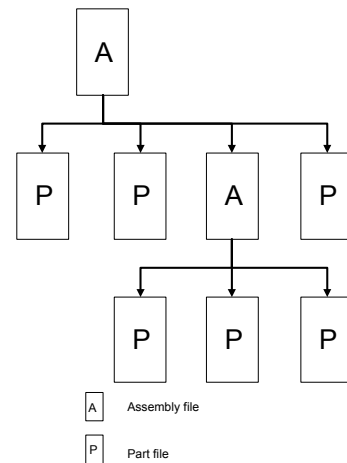 A
P P A P
P P P
A Assembly file
P Part file